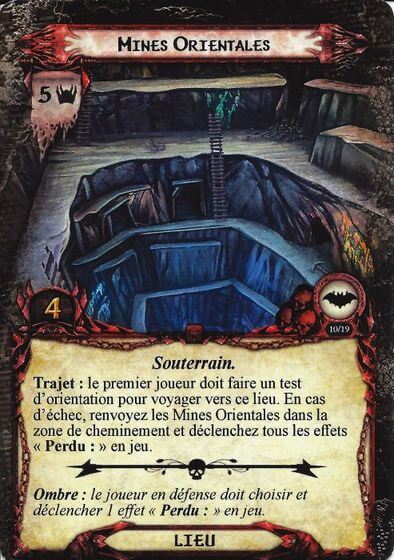 Mines Orientales
5
4
10/19
Souterrain.
Trajet : le premier joueur doit faire un test
d'orientation pour voyager vers ce lieu. En cas
d'échec, renvoyez les Mines Orientales dans la
zone de cheminement et déclenchez tous les effets
« Perdu : » en jeu.
Ombre : le joueur en défense doit choisir et
déclencher 1 effet « Perdu : » en jeu.
LIEU